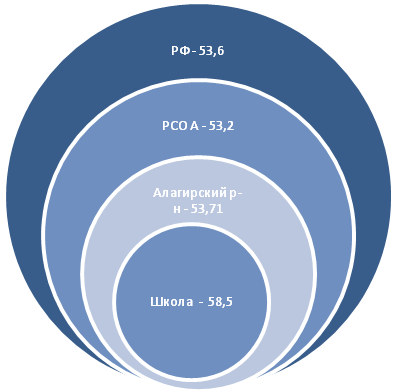 РФ- 53,6
РСО А - 53,2
Алагирский р-
н - 53,71
Школа - 58,5